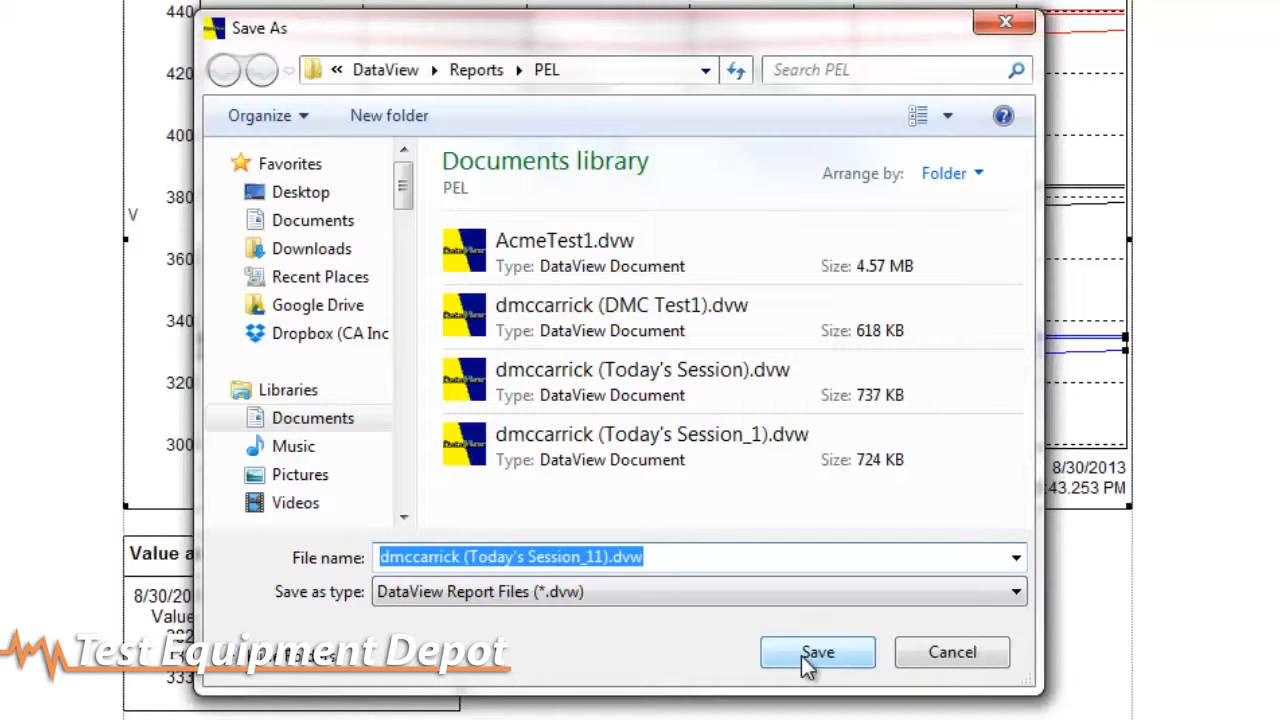 440
420
400
380
V
360
340
320
300
8/30/2013
:43.253 PM
Value a
8/30/20
Value
333
Save As
« DataView ▸ Reports ▸ PEL
Search PEL
Organize
New folder
Favorites
Desktop
Documents
Downloads
Recent Places
Google Drive
Dropbox (CA Inc
Libraries
Documents
Music
Pictures
Videos
Documents library
PEL
Arrange by: Folder
AcmeTest1.dvw
Type: DataView Document Size: 4.57 MB
dmccarrick (DMC Test1).dvw
Type: DataView Document Size: 618 KB
dmccarrick (Today's Session).dvw
Type: DataView Document Size: 737 KB
dmccarrick (Today's Session_1).dvw
Type: DataView Document Size: 724 KB
File name: dmccarrick (Today's Session_11).dvw
Save as type: DataView Report Files (*.dvw)
Save
Cancel
Test Equipment Depot